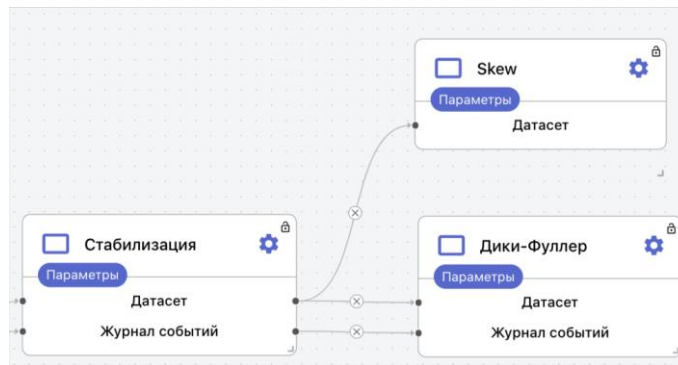 Skew
Параметры
Датасет
Стабилизация
Параметры
Датасет
Журнал событий
Дики-Фуллер
Параметры
Датасет
Журнал событий